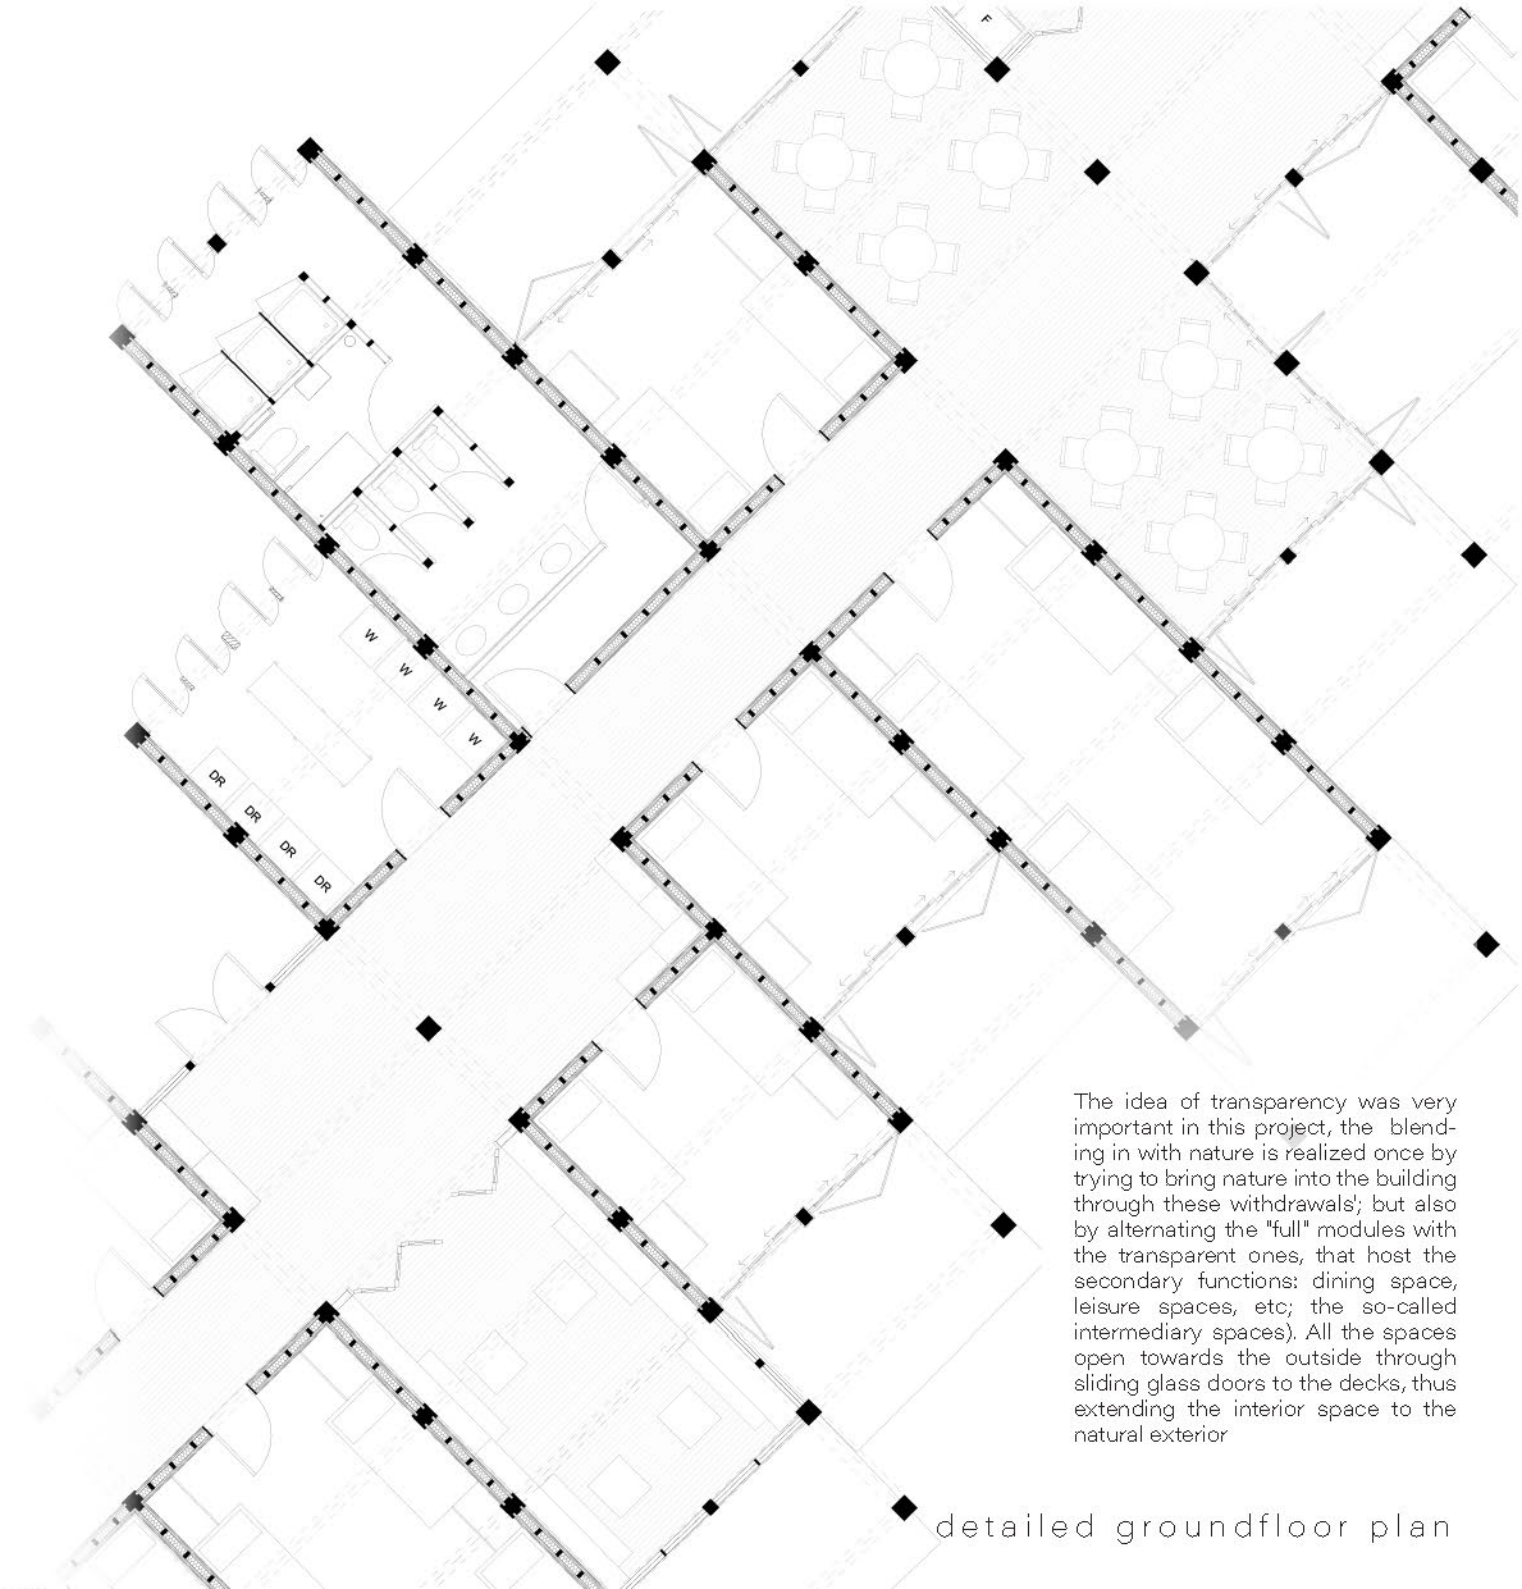 F
W
W
W
W
DR
DR
DR
DR
The idea of transparency was very
important in this project, the blend-
ing in with nature is realized once by
trying to bring nature into the building
through these withdrawals'; but also
by alternating the "full" modules with
the transparent ones, that host the
secondary functions: dining space,
leisure spaces, etc; the so-called
intermediary spaces). All the spaces
open towards the outside through
sliding glass doors to the decks, thus
extending the interior space to the
natural exterior
detailed groundfloor plan